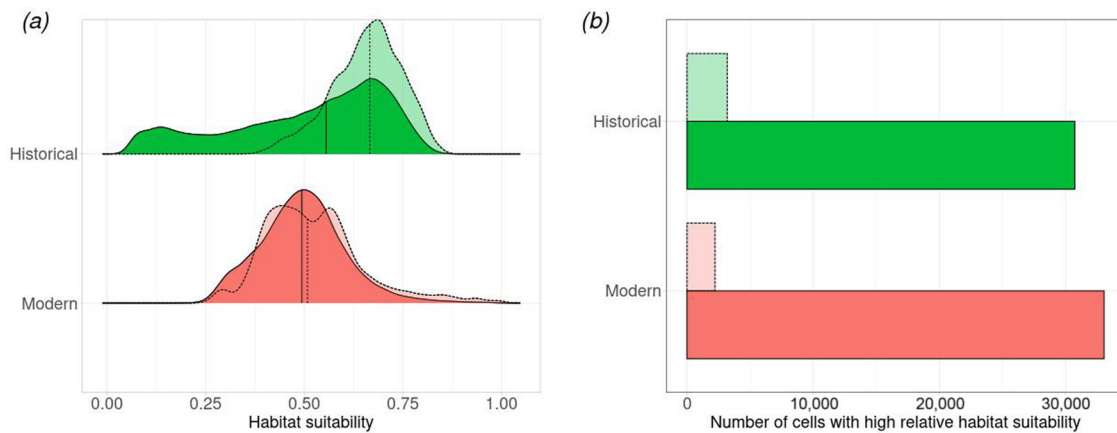 (a)
Historical
Modern
0.00 0.25 0.50 0.75 1.00
Habitat suitability
(b)
Historical
Modern
0 10,000 20,000 30,000
Number of cells with high relative habitat suitability